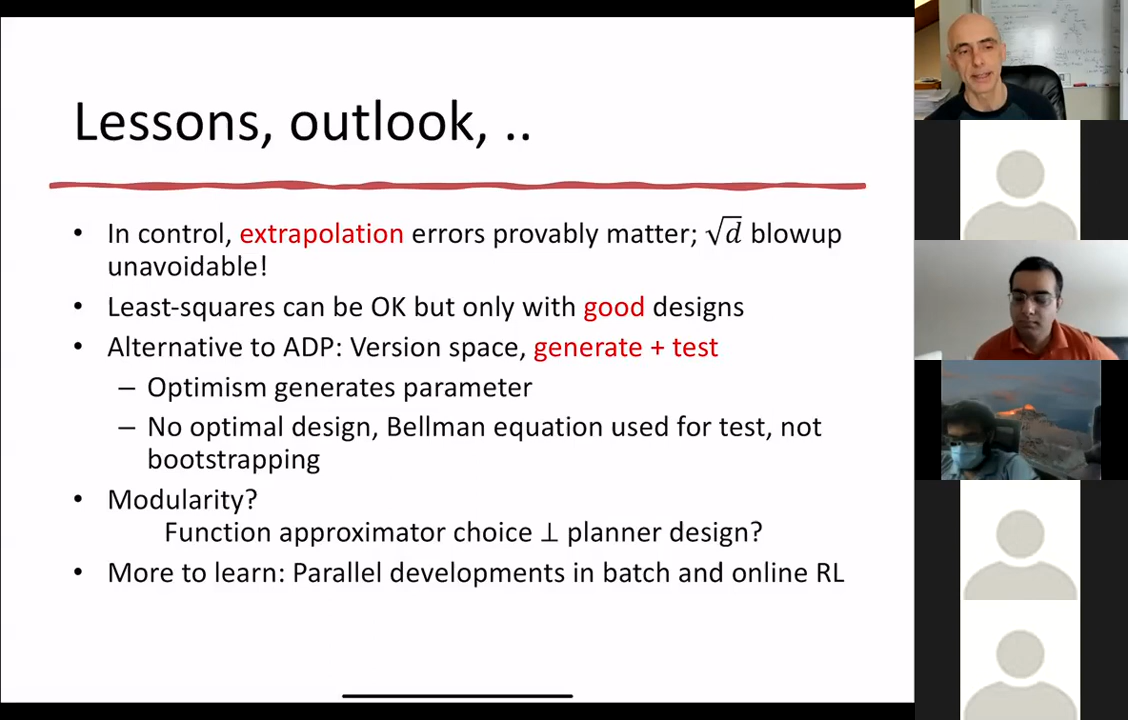 Lessons, outlook, ..
• In control, extrapolation errors provably matter; √d blowup
unavoidable!
• Least-squares can be OK but only with good designs
• Alternative to ADP: Version space, generate + test
– Optimism generates parameter
– No optimal design, Bellman equation used for test, not
bootstrapping
• Modularity?
Function approximator choice ⊥ planner design?
• More to learn: Parallel developments in batch and online RL